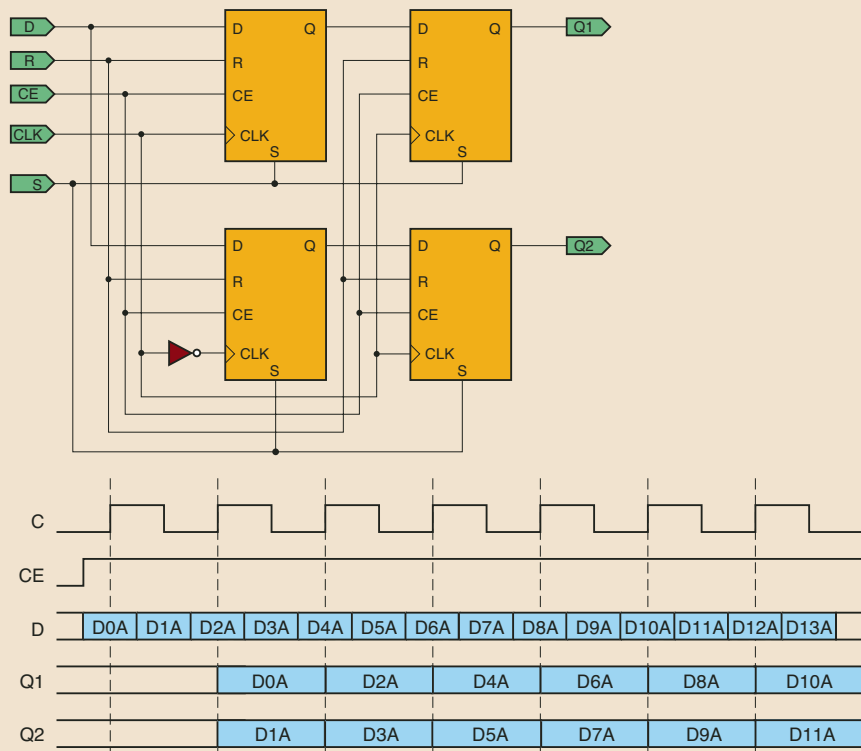 D D Q D Q Q1
R R R
CE CE CE
CLK CLK CLK
S S S
D Q D Q Q2
R R
CE CE
CLK CLK
S S
C
CE
D D0A D1A D2A D3A D4A D5A D6A D7A D8A D9A D10A D11A D12A D13A
Q1 D0A D2A D4A D6A D8A D10A
Q2 D1A D3A D5A D7A D9A D11A